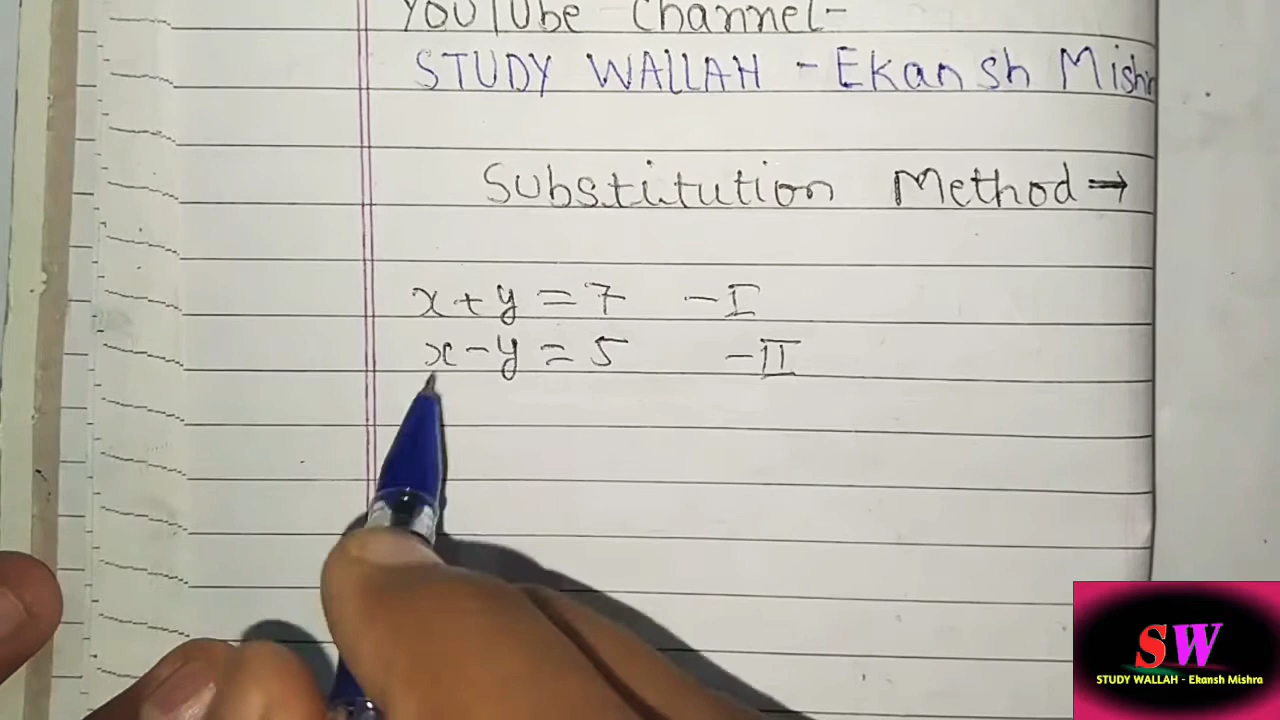 YouTube Channel-
STUDY WALLAH - Ekansh Mishr
Substitution Method→
x+y=7 -I
x-y=5 -II
SW
STUDY WALLAH - Ekansh Mishra